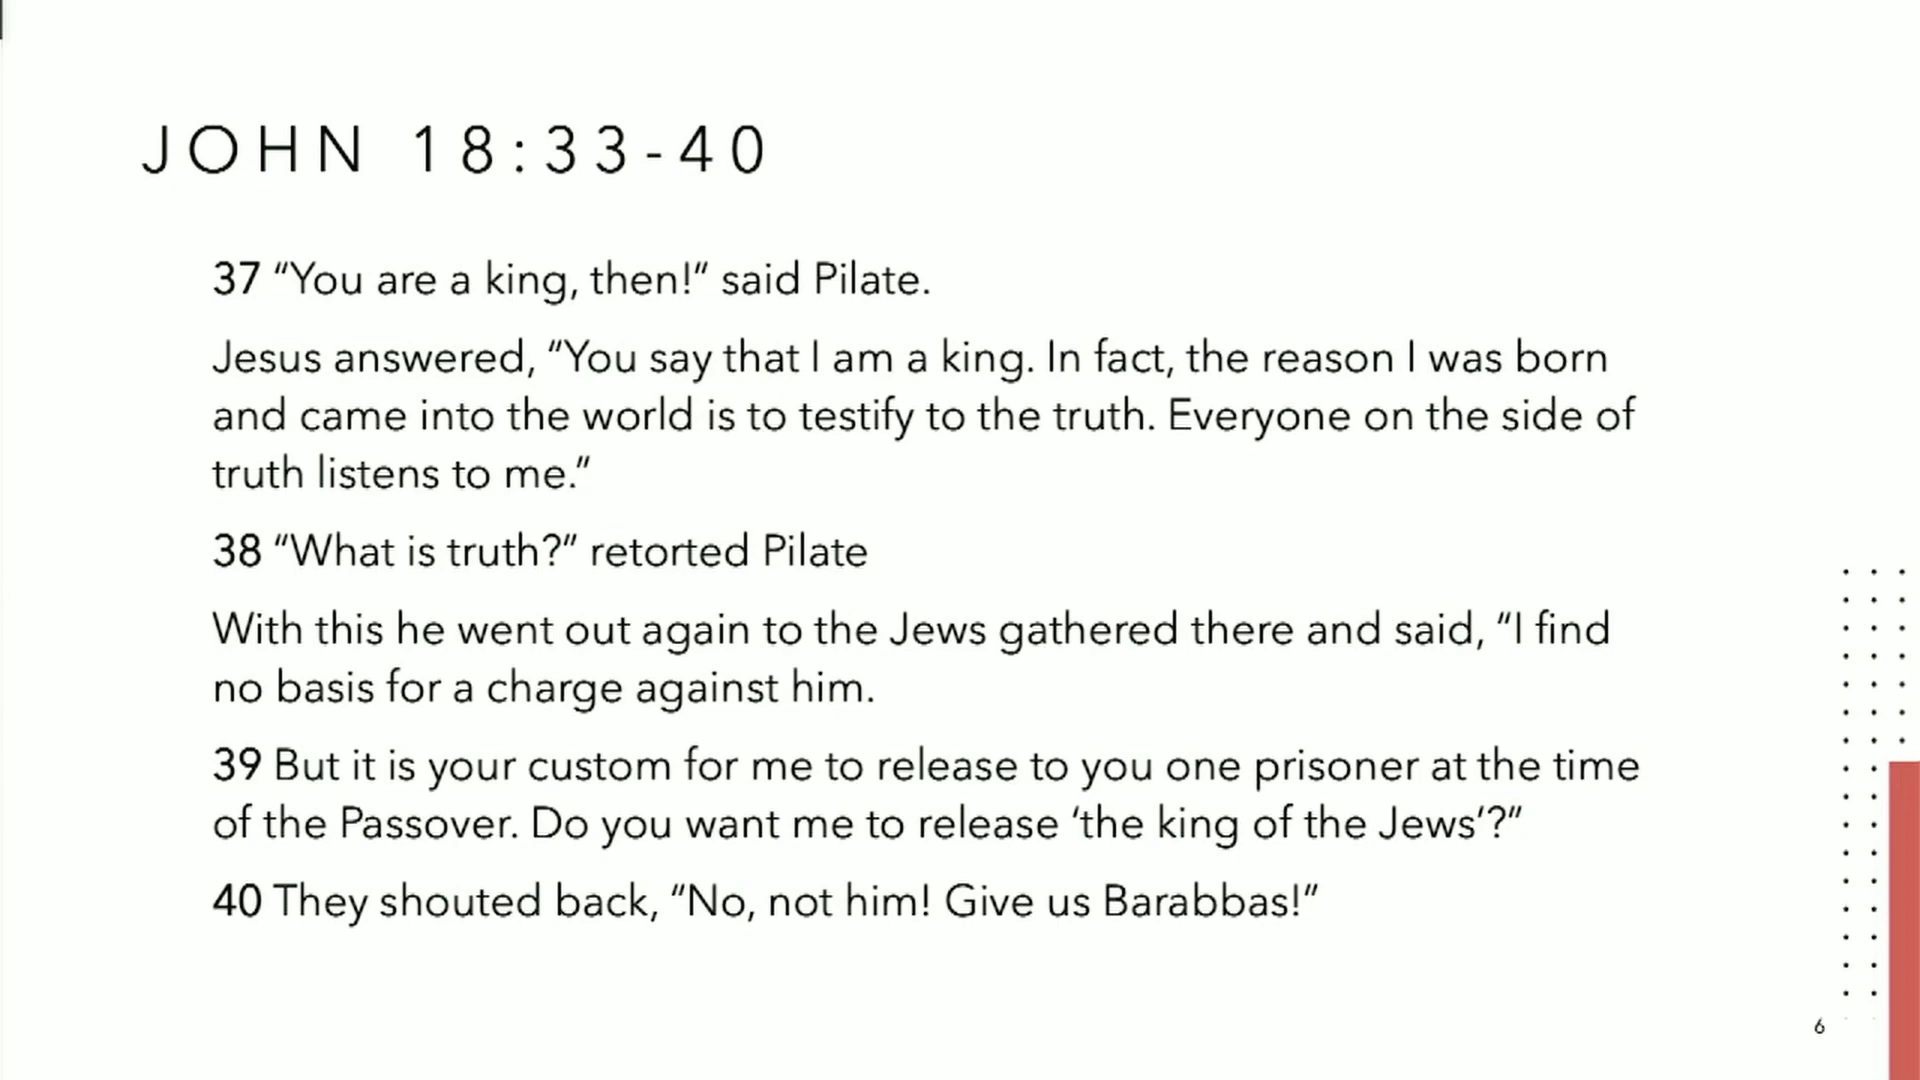 JOHN 18:33-40
37 “You are a king, then!” said Pilate.
Jesus answered, “You say that I am a king. In fact, the reason I was born
and came into the world is to testify to the truth. Everyone on the side of
truth listens to me.”
38 “What is truth?” retorted Pilate
With this he went out again to the Jews gathered there and said, “I find
no basis for a charge against him.
39 But it is your custom for me to release to you one prisoner at the time
of the Passover. Do you want me to release ‘the king of the Jews’?”
40 They shouted back, “No, not him! Give us Barabbas!”
6